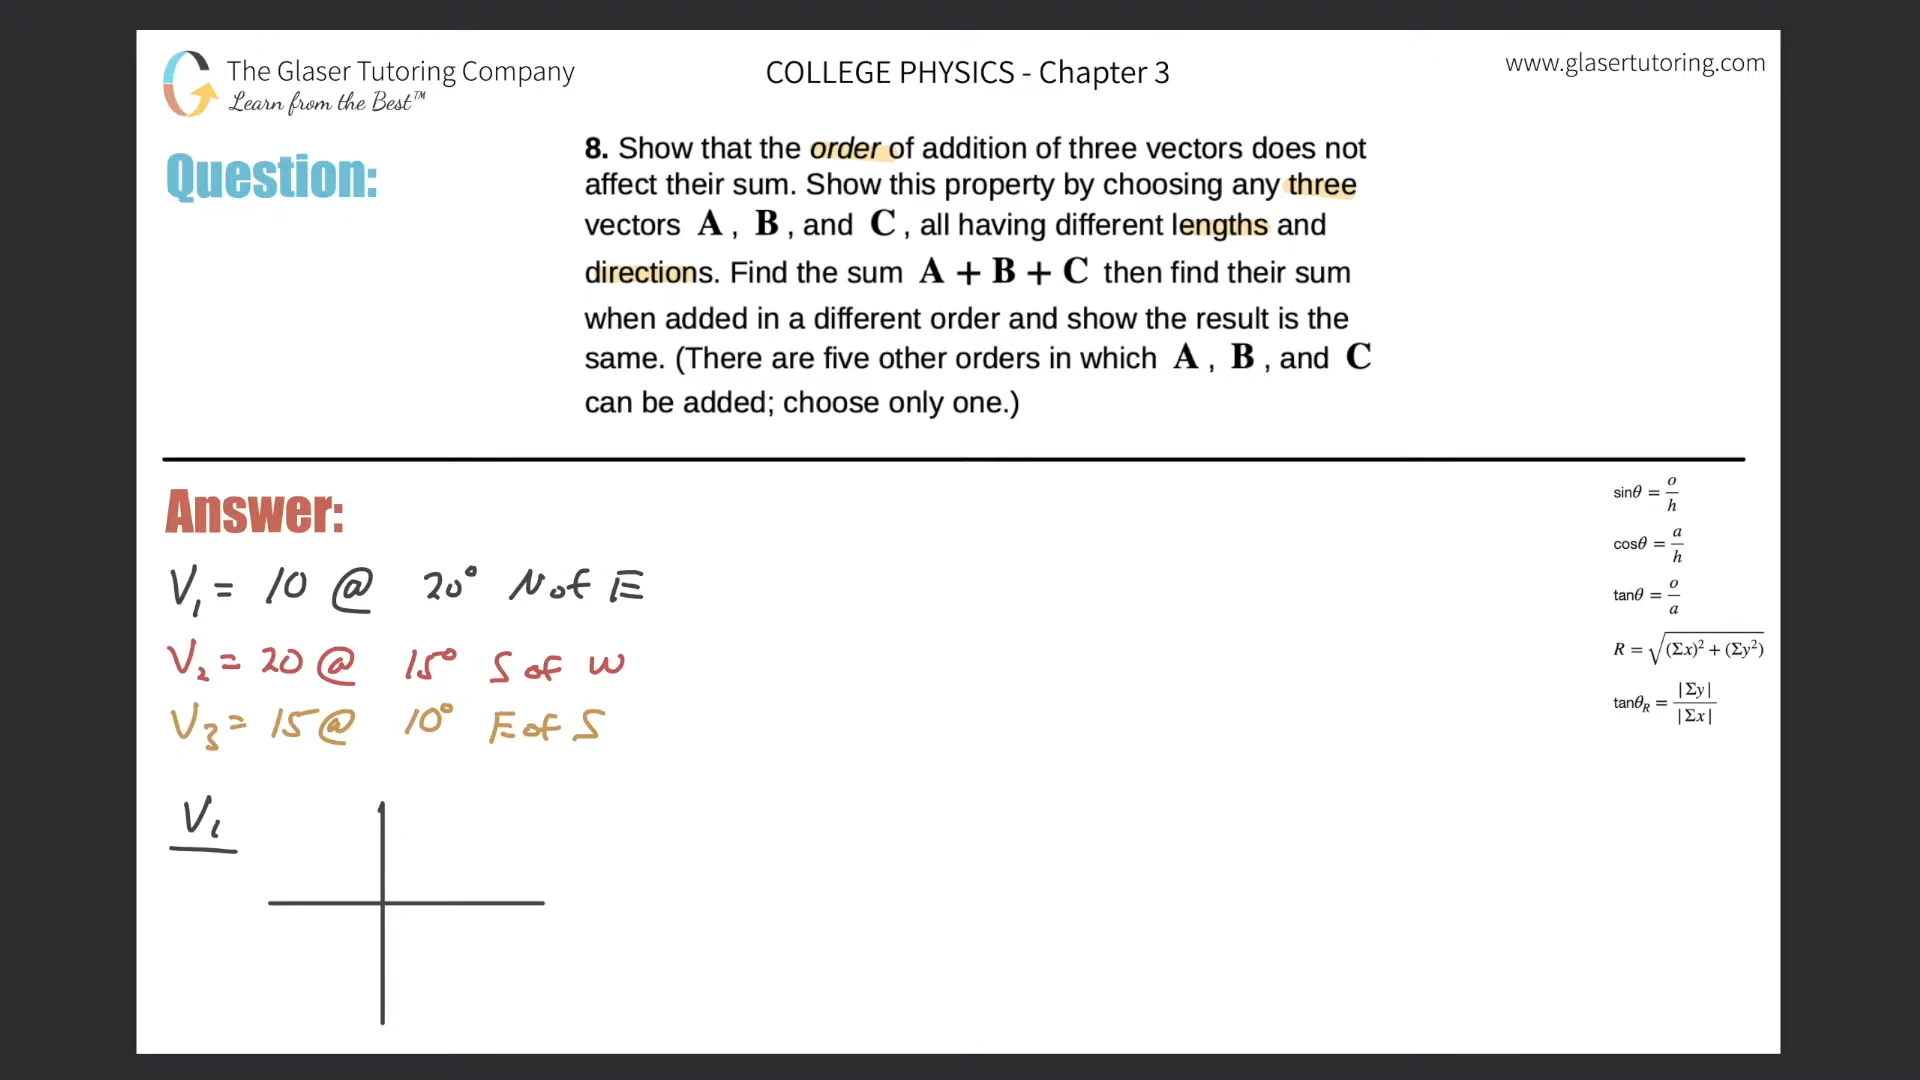 The Glaser Tutoring Company
Learn from the Best™
COLLEGE PHYSICS - Chapter 3
www.glasertutoring.com
Question:
8. Show that the order of addition of three vectors does not
affect their sum. Show this property by choosing any three
vectors A , B , and C , all having different lengths and
directions. Find the sum A + B + C then find their sum
when added in a different order and show the result is the
same. (There are five other orders in which A , B , and C
can be added; choose only one.)
Answer:
V₁ = 10 @ 20° N of E
V₂ = 20 @ 15° S of W
V₃ = 15 @ 10° E of S
V₁
sinθ = o/h
cosθ = a/h
tanθ = o/a
R = √(Σx)² + (Σy²)
tanθ_R = |Σy|/|Σx|